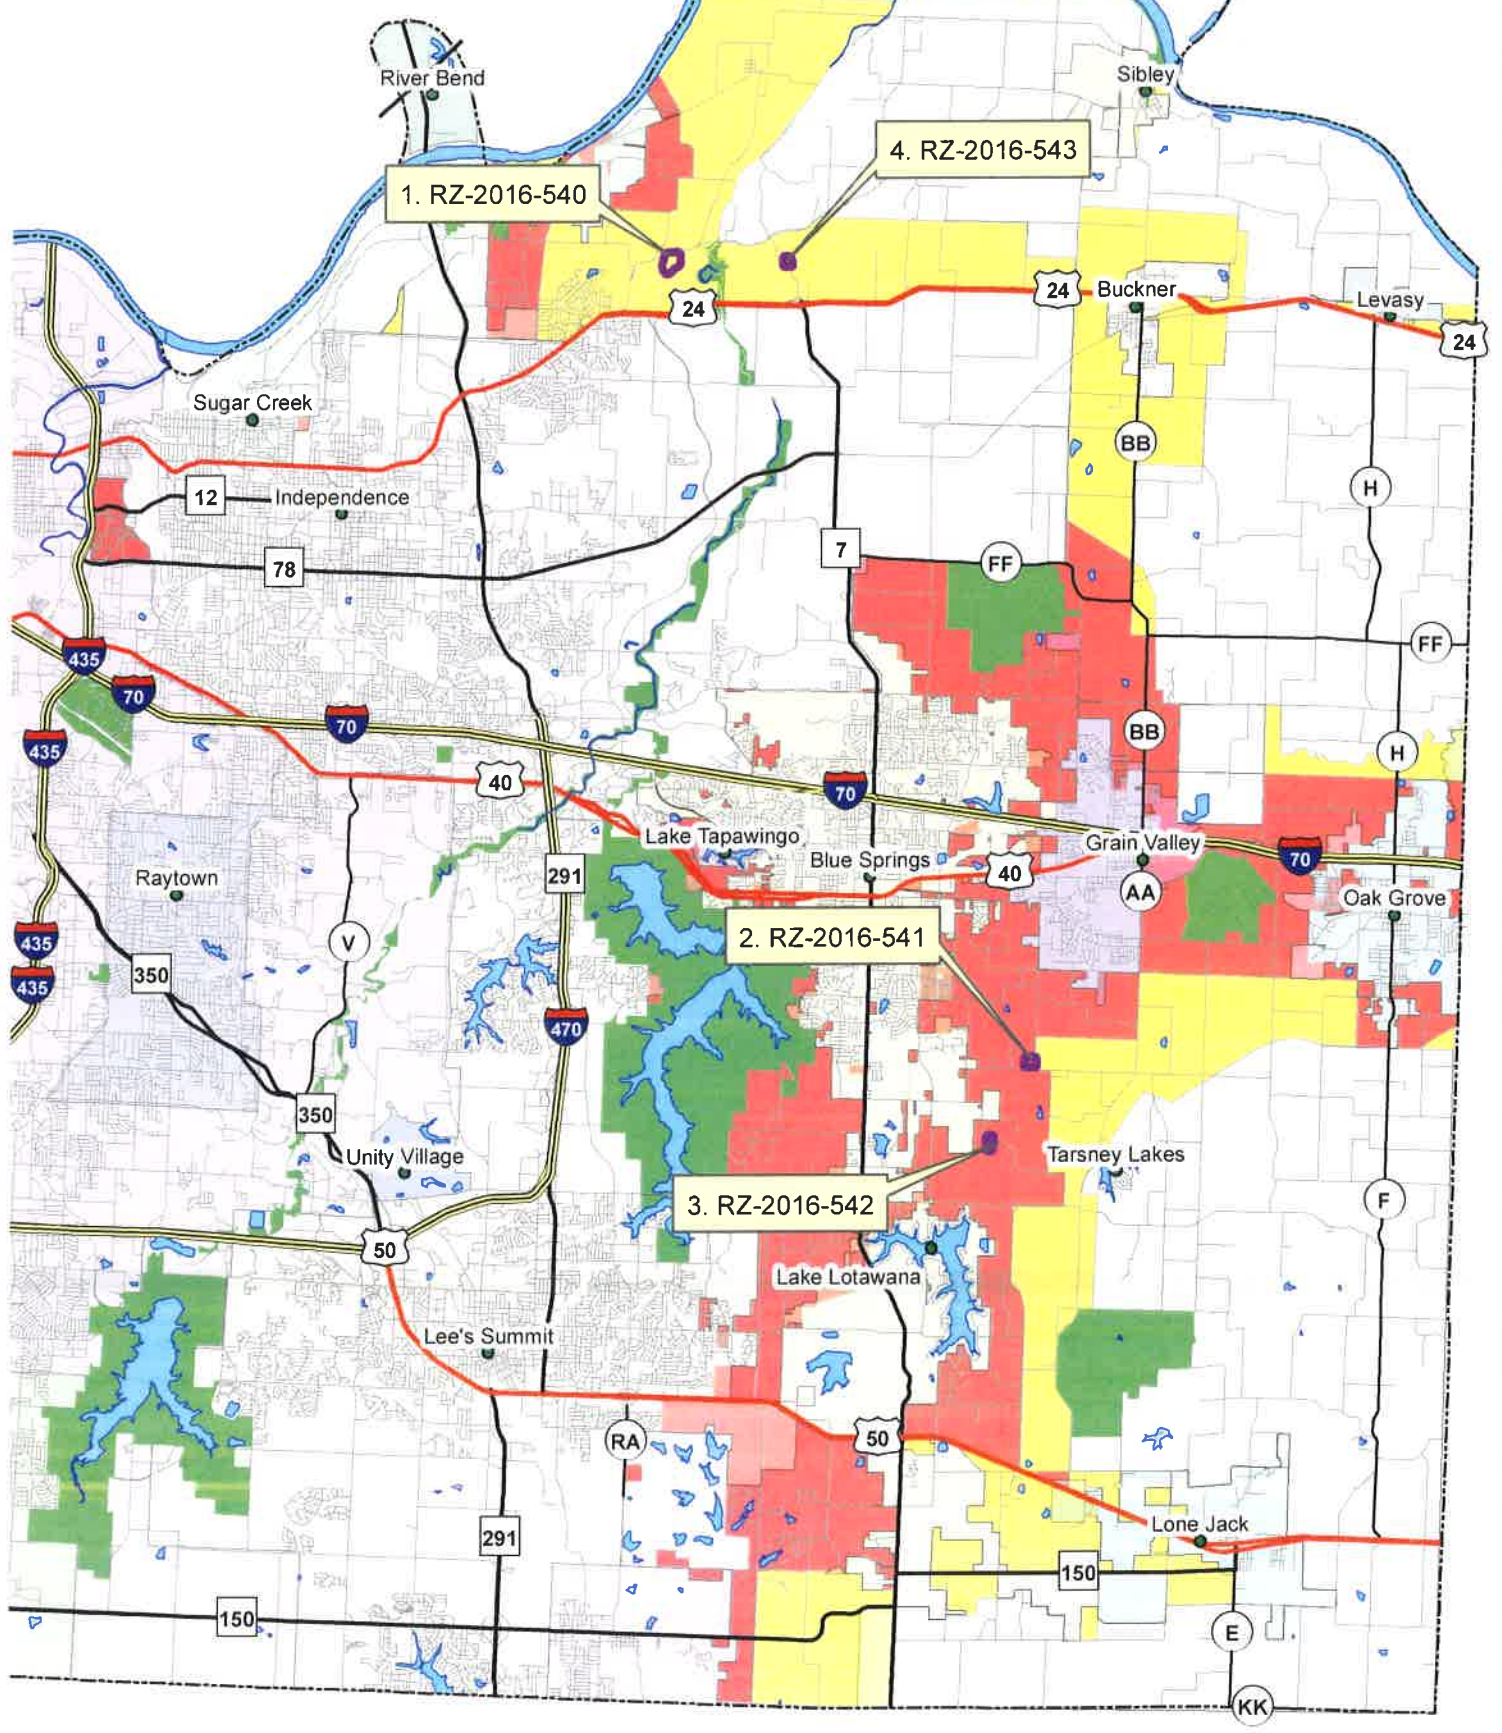 River Bend
Sibley
4. RZ-2016-543
1. RZ-2016-540
24
24
Buckner
Levasy
24
Sugar Creek
BB
12
Independence
H
7
FF
78
FF
435
70
70
BB
H
435
40
70
Lake Tapawingo
Grain Valley
Blue Springs
70
291
40
Raytown
AA
Oak Grove
2. RZ-2016-541
435
V
350
435
470
350
Unity Village
Tarsney Lakes
3. RZ-2016-542
F
50
Lake Lotawana
Lee's Summit
RA
50
Lone Jack
291
150
150
E
KK